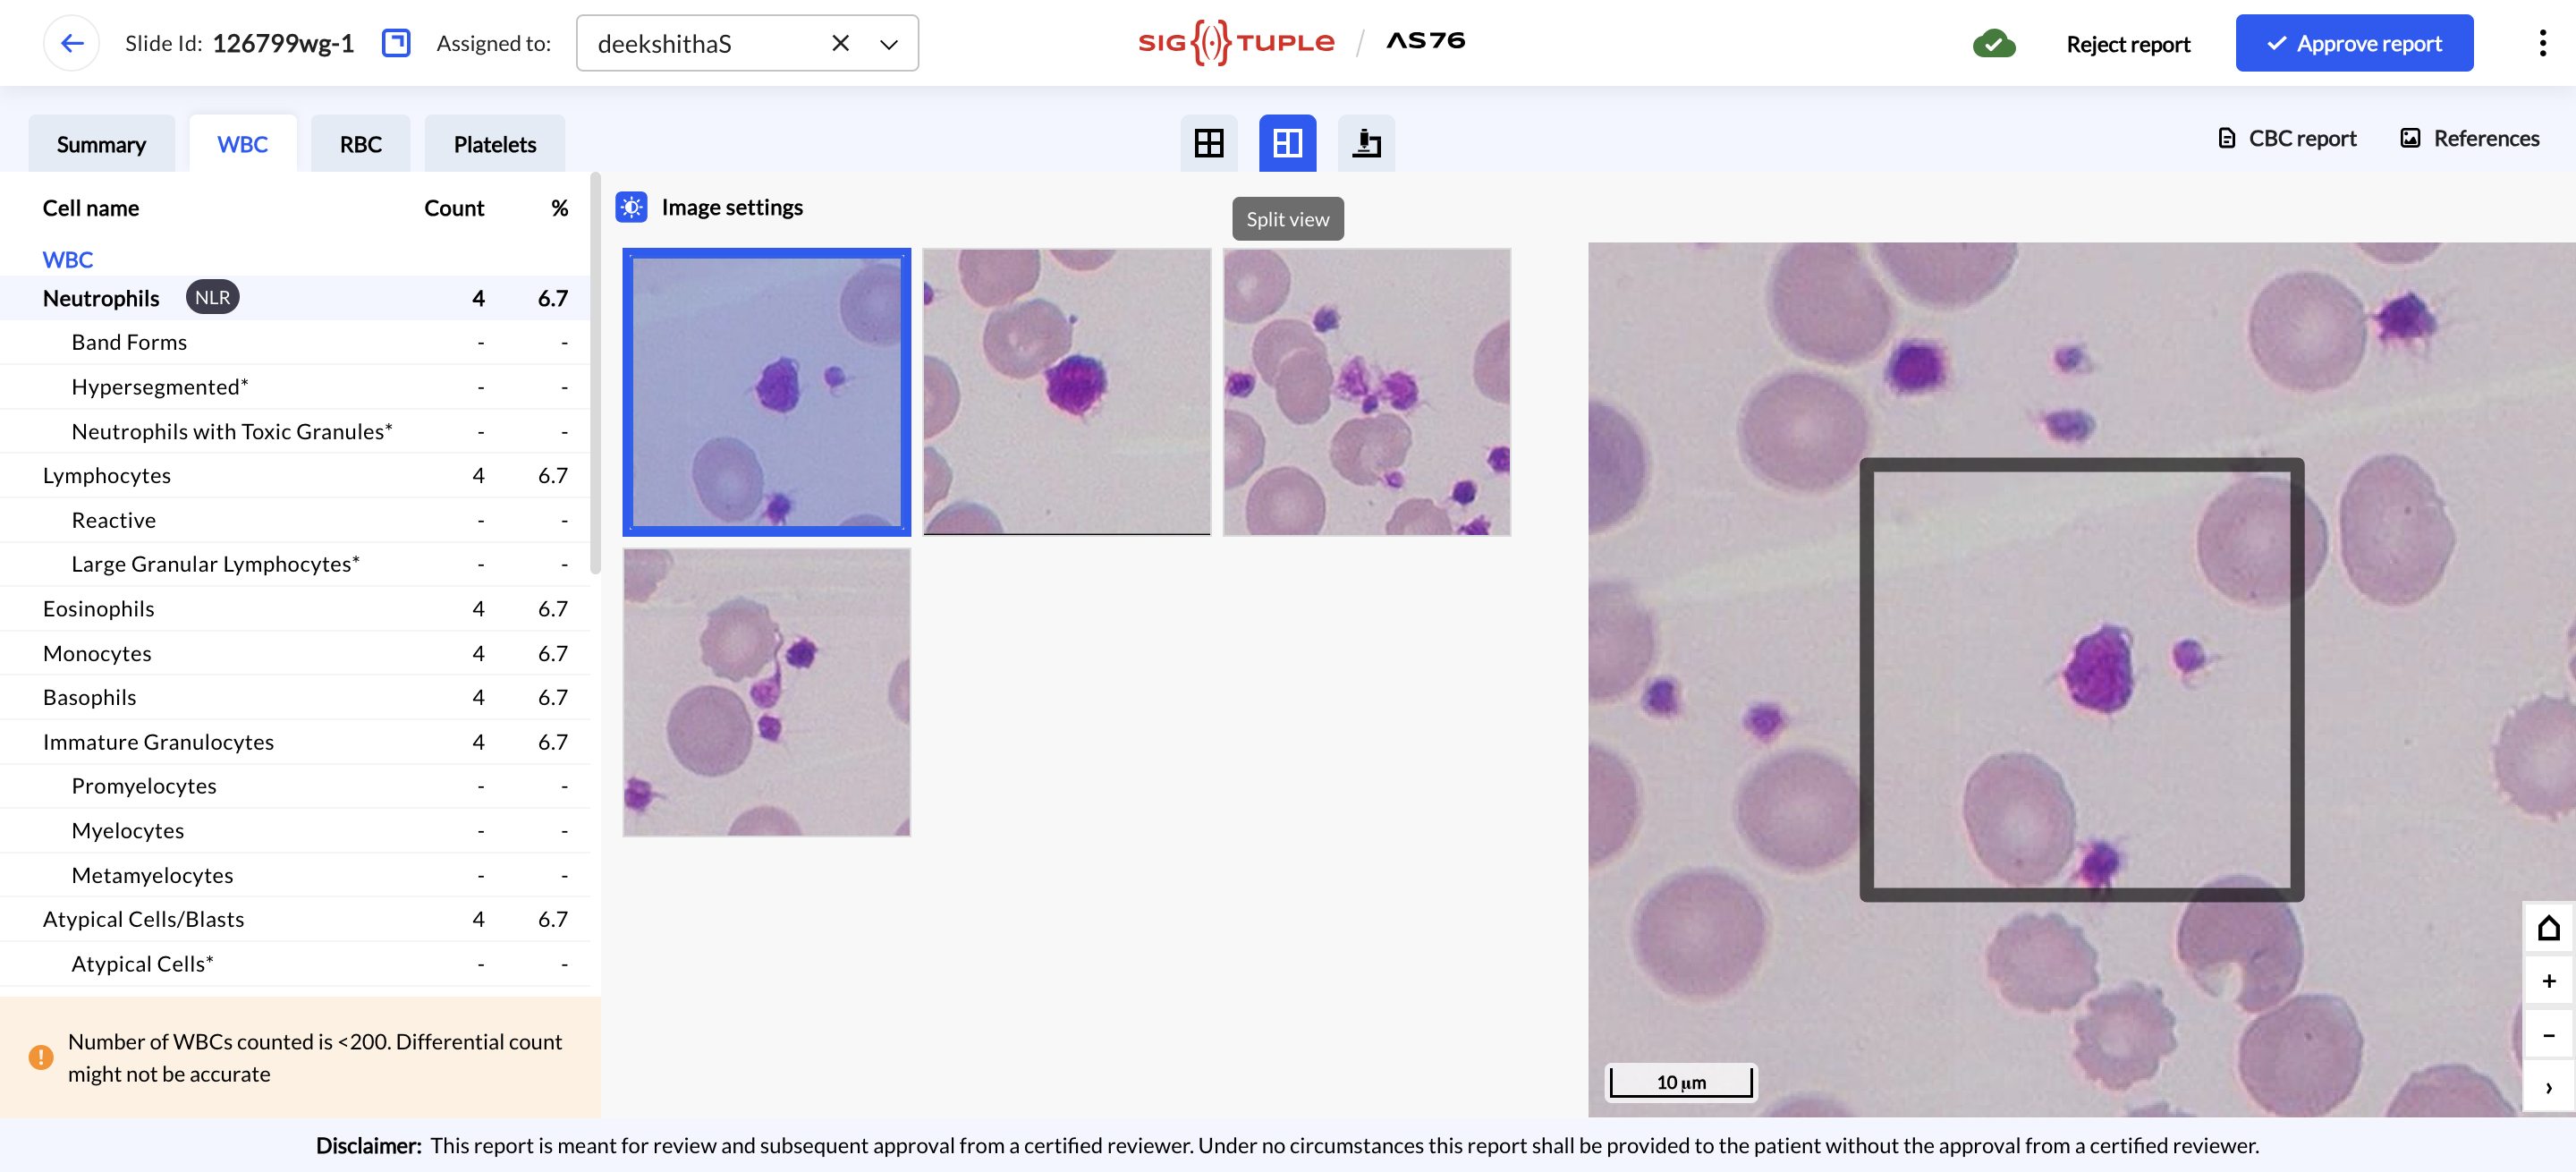 Slide Id: 126799wg-1 Assigned to: deekshithaS SIG TUPLE / AS76 Reject report Approve report
Summary WBC RBC Platelets CBC report References
Cell name Count %
Image settings
Split view
WBC
Neutrophils NLR 4 6.7
Band Forms - -
Hypersegmented* - -
Neutrophils with Toxic Granules* - -
Lymphocytes 4 6.7
Reactive - -
Large Granular Lymphocytes* - -
Eosinophils 4 6.7
Monocytes 4 6.7
Basophils 4 6.7
Immature Granulocytes 4 6.7
Promyelocytes - -
Myelocytes - -
Metamyelocytes - -
Atypical Cells/Blasts 4 6.7
Atypical Cells* - -
Number of WBCs counted is <200. Differential count
might not be accurate
10 μm
Disclaimer: This report is meant for review and subsequent approval from a certified reviewer. Under no circumstances this report shall be provided to the patient without the approval from a certified reviewer.